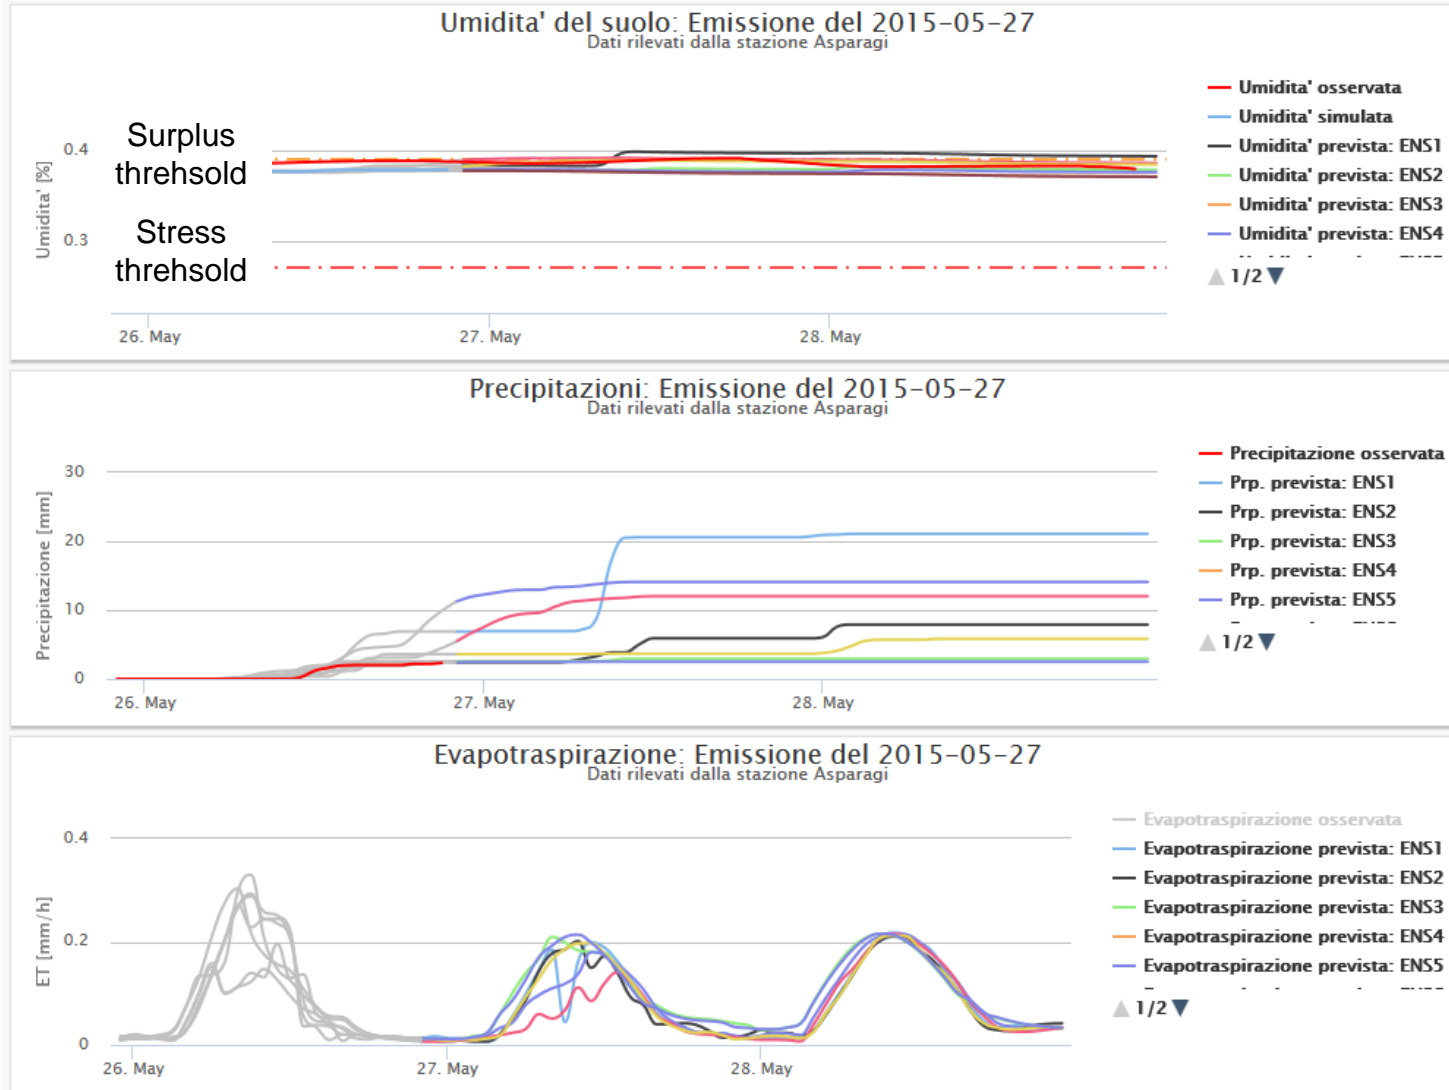 Umidita' del suolo: Emissione del 2015-05-27
Dati rilevati dalla stazione Asparagi
Umidita' [%]
0.4
0.3
Surplus
threhsold
Stress
threhsold
26. May
27. May
28. May
Umidita' osservata
Umidita' simulata
Umidita' prevista: ENS1
Umidita' prevista: ENS2
Umidita' prevista: ENS3
Umidita' prevista: ENS4
1/2
Precipitazioni: Emissione del 2015-05-27
Dati rilevati dalla stazione Asparagi
Precipitazione [mm]
30
20
10
0
26. May
27. May
28. May
Precipitazione osservata
Prp. prevista: ENS1
Prp. prevista: ENS2
Prp. prevista: ENS3
Prp. prevista: ENS4
Prp. prevista: ENS5
1/2
Evapotraspirazione: Emissione del 2015-05-27
Dati rilevati dalla stazione Asparagi
ET [mm/h]
0.4
0.2
0
26. May
27. May
28. May
Evapotraspirazione osservata
Evapotraspirazione prevista: ENS1
Evapotraspirazione prevista: ENS2
Evapotraspirazione prevista: ENS3
Evapotraspirazione prevista: ENS4
Evapotraspirazione prevista: ENS5
1/2